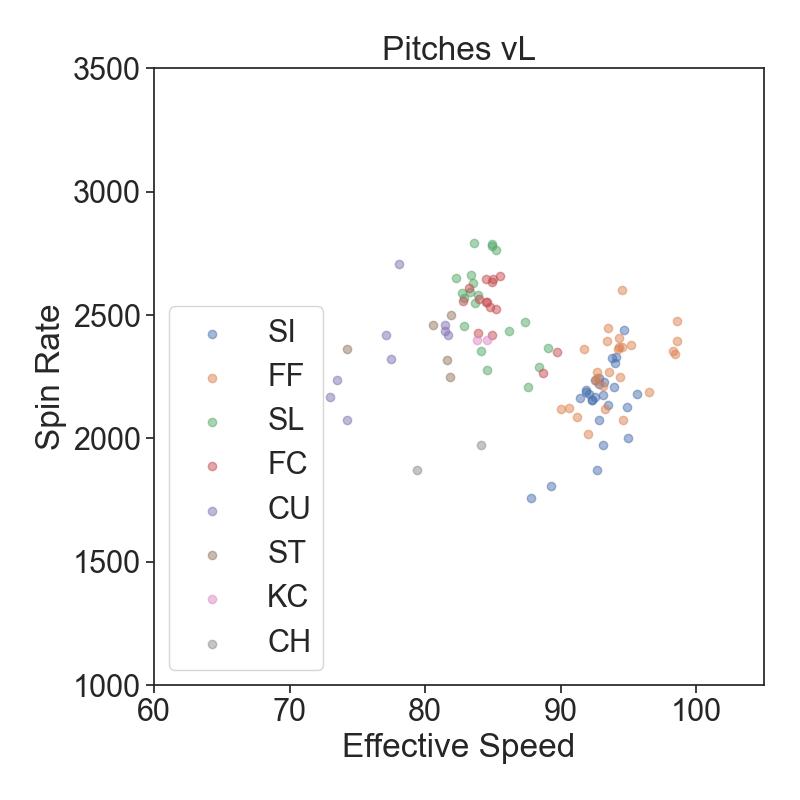 Pitches vL
3500
3000
2500
2000
1500
1000
Spin Rate
SI
FF
SL
FC
CU
ST
KC
CH
60 70 80 90 100
Effective Speed